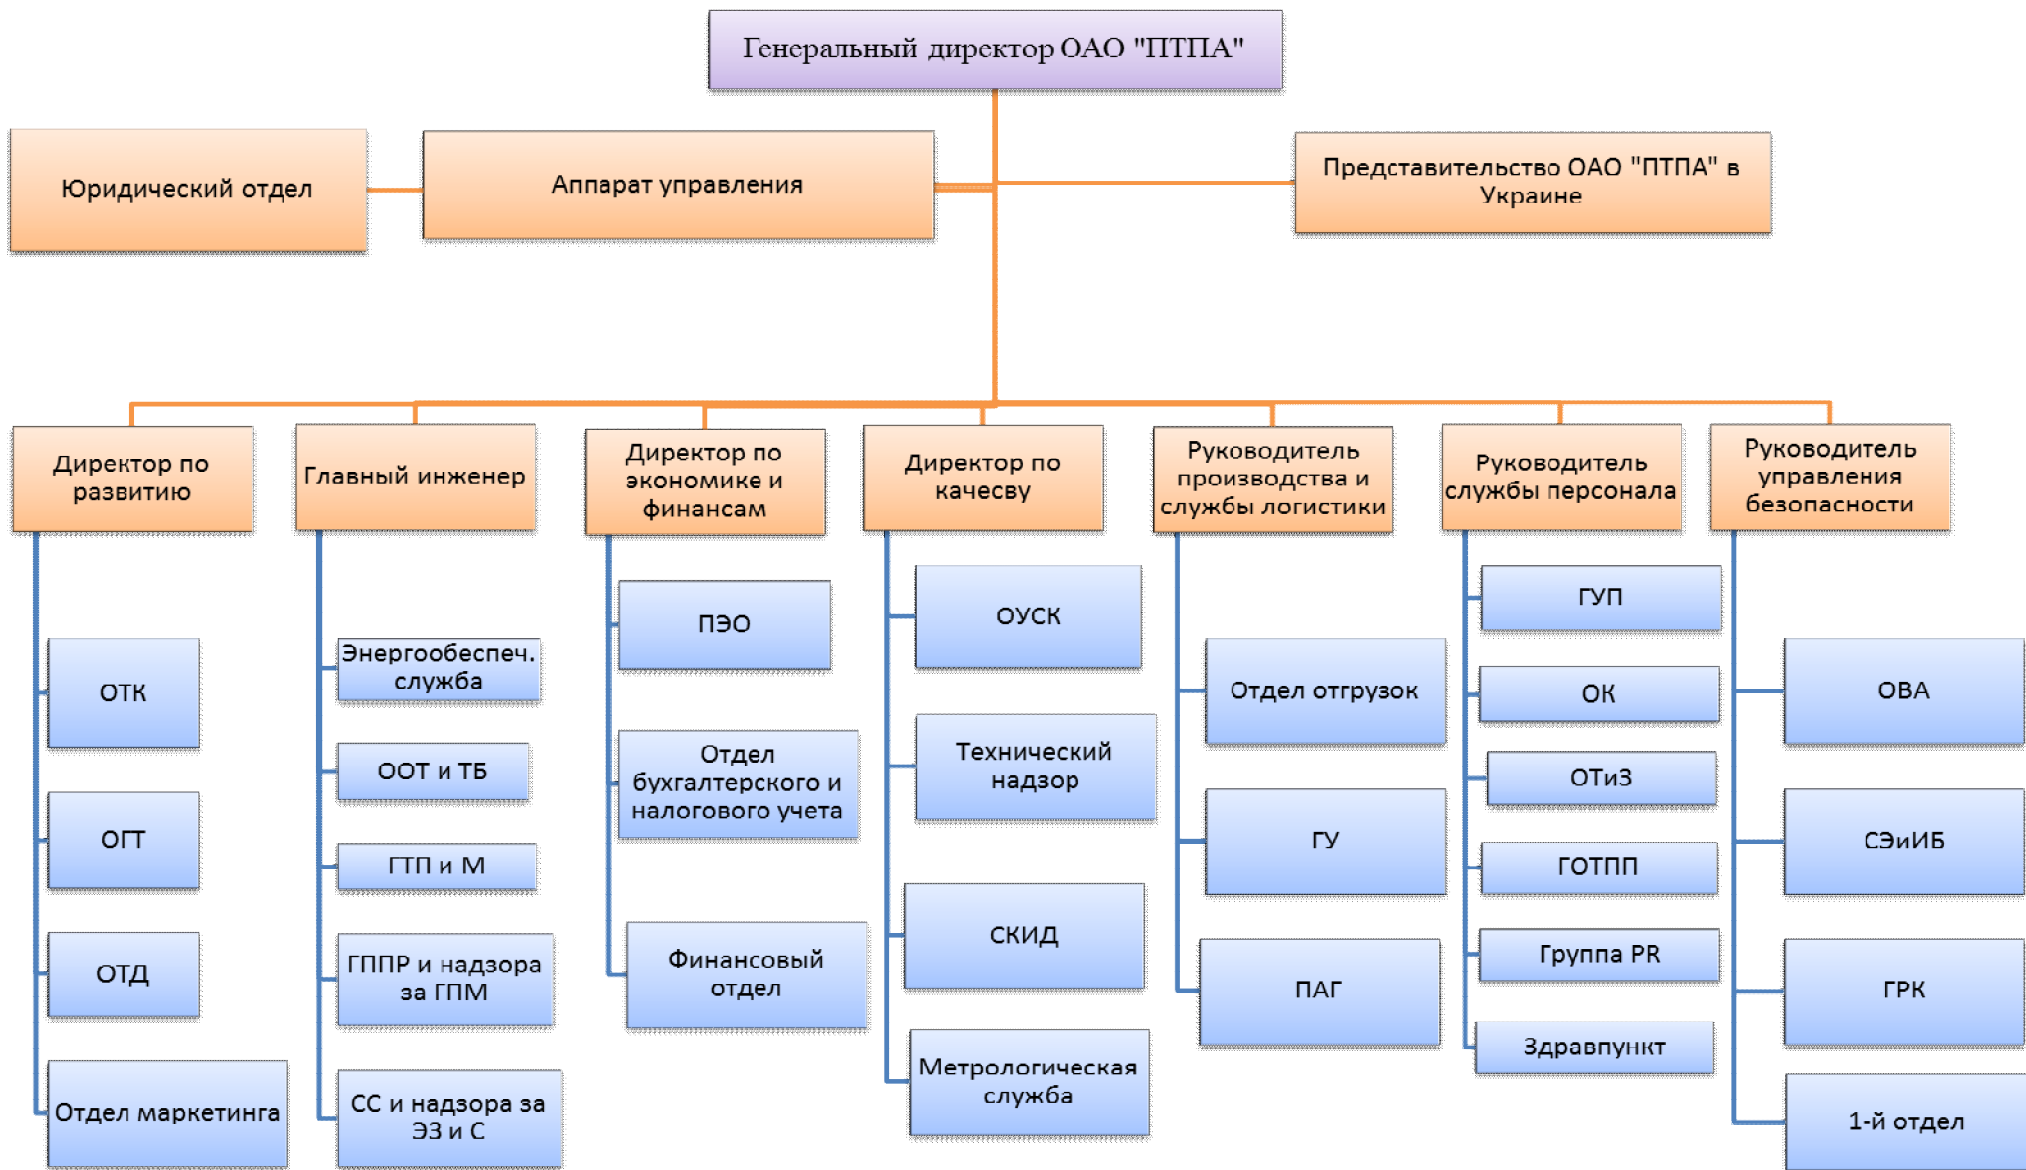 Генеральный директор ОАО "ПТПА"
Юридический отдел
Аппарат управления
Представительство ОАО "ПТПА" в
Украине
Директор по
развитию
ОТК
ОГТ
ОТД
Отдел маркетинга
Главный инженер
Энергообеспеч.
служба
ООТ и ТБ
ГТП и М
ГППР и надзора
за ГПМ
СС и надзора за
ЭЗ и С
Директор по
экономике и
финансам
ПЭО
Отдел
бухгалтерского и
налогового учета
Финансовый
отдел
Директор по
качесву
ОУСК
Технический
надзор
СКИД
Метрологическая
служба
Руководитель
производства и
службы логистики
Отдел отгрузок
ГУ
ПАГ
Руководитель
службы персонала
ГУП
ОК
ОТиЗ
ГОТПП
Группа PR
Здравпункт
Руководитель
управления
безопасности
ОВА
СЭиИБ
ГРК
1-й отдел